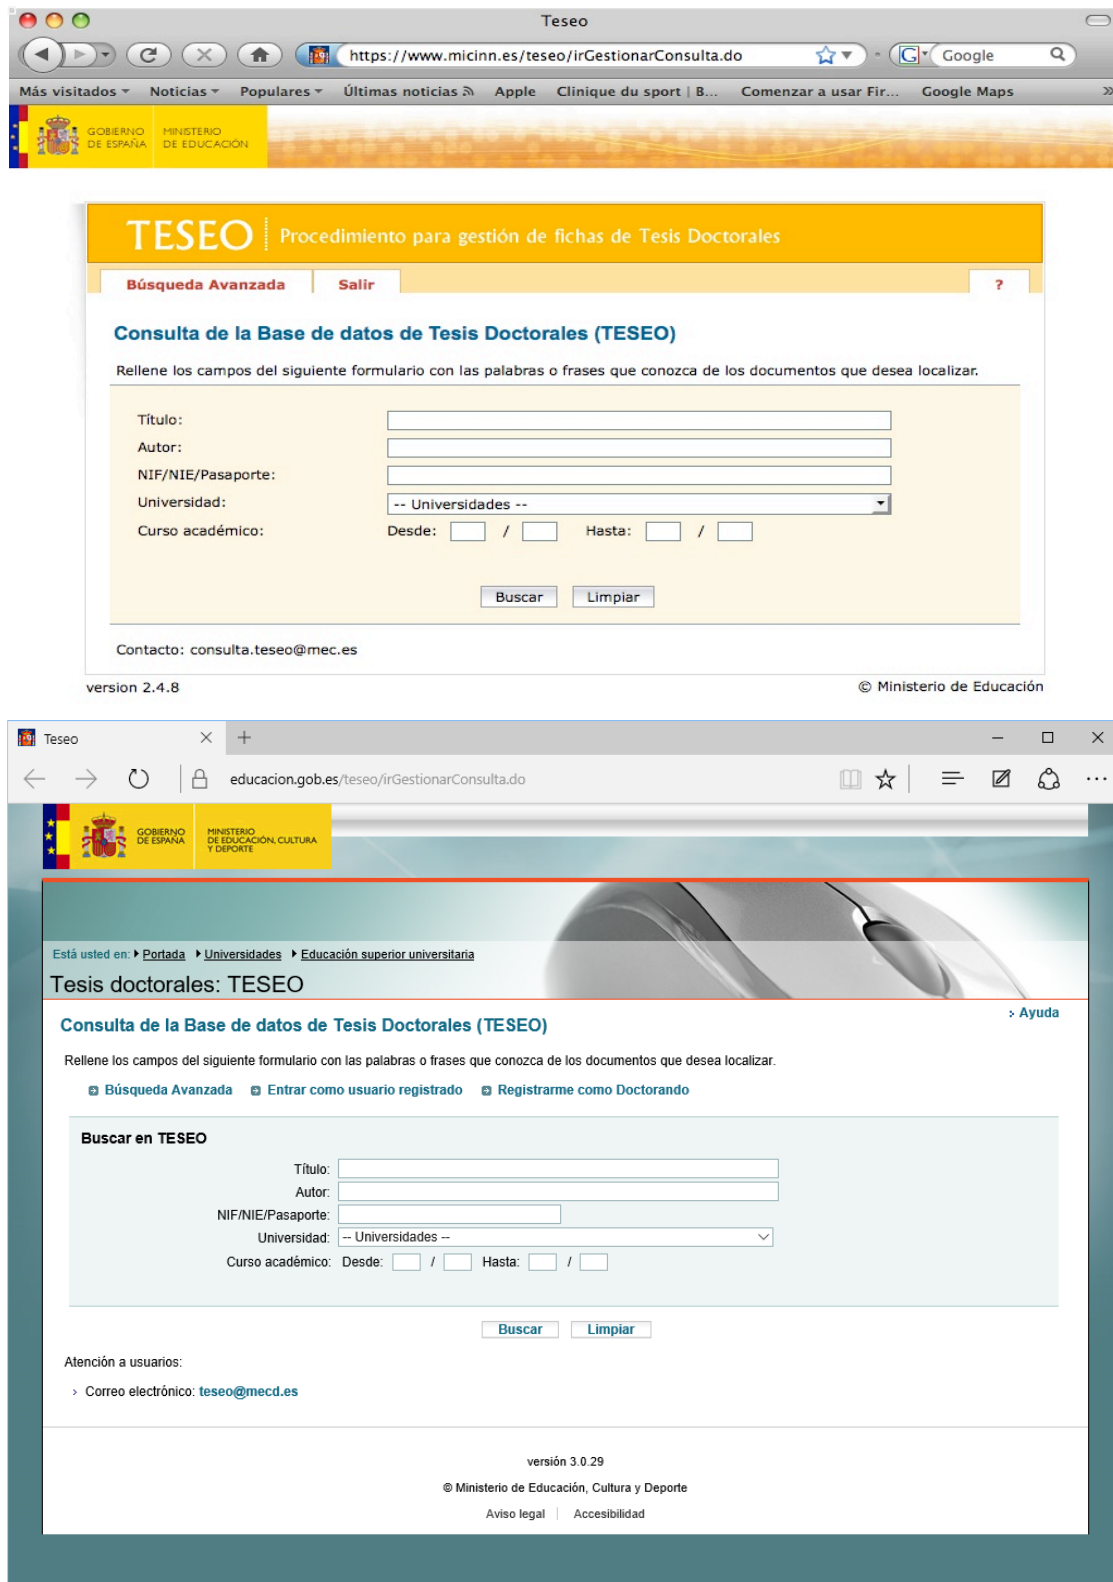 Teseo
https://www.micinn.es/teseo/irGestionarConsulta.do
G
Google
Más visitados Noticias Populares Últimas noticias Apple Clinique du sport | B... Comenzar a usar Fir... Google Maps »
GOBIERNO DE ESPAÑA
MINISTERIO DE EDUCACIÓN
TESEO Procedimiento para gestión de fichas de Tesis Doctorales
Búsqueda Avanzada Salir ?
Consulta de la Base de datos de Tesis Doctorales (TESEO)
Rellene los campos del siguiente formulario con las palabras o frases que conozca de los documentos que desea localizar.
Título:
Autor:
NIF/NIE/Pasaporte:
Universidad: -- Universidades --
Curso académico: Desde: / Hasta: /
Buscar Limpiar
Contacto: consulta.teseo@mec.es
version 2.4.8 © Ministerio de Educación
Teseo
educacion.gob.es/teseo/irGestionarConsulta.do
GOBIERNO DE ESPAÑA
MINISTERIO DE EDUCACIÓN, CULTURA Y DEPORTE
Está usted en: Portada Universidades Educación superior universitaria
Tesis doctorales: TESEO
Ayuda
Consulta de la Base de datos de Tesis Doctorales (TESEO)
Rellene los campos del siguiente formulario con las palabras o frases que conozca de los documentos que desea localizar.
Búsqueda Avanzada Entrar como usuario registrado Registrarme como Doctorando
Buscar en TESEO
Título:
Autor:
NIF/NIE/Pasaporte:
Universidad: -- Universidades --
Curso académico: Desde: / Hasta: /
Buscar Limpiar
Atención a usuarios:
Correo electrónico: teseo@mecd.es
versión 3.0.29
© Ministerio de Educación, Cultura y Deporte
Aviso legal Accesibilidad